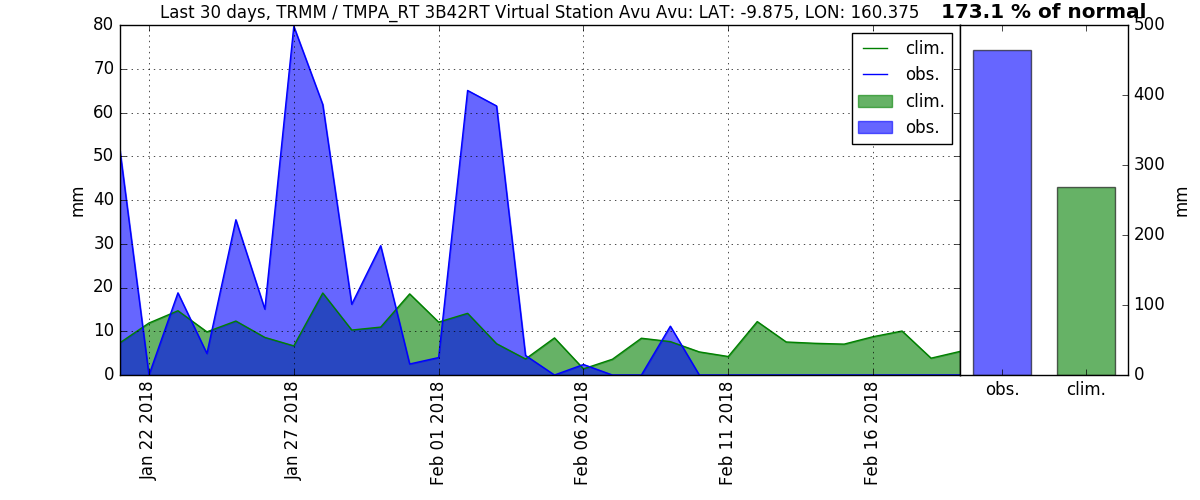 Last 30 days, TRMM / TMPA_RT 3B42RT Virtual Station Avu Avu: LAT: -9.875, LON: 160.375
173.1 % of normal
mm
80
70
60
50
40
30
20
10
0
Jan 22 2018
Jan 27 2018
Feb 01 2018
Feb 06 2018
Feb 11 2018
Feb 16 2018
clim.
obs.
clim.
obs.
500
400
300
200
100
0
mm
obs.
clim.